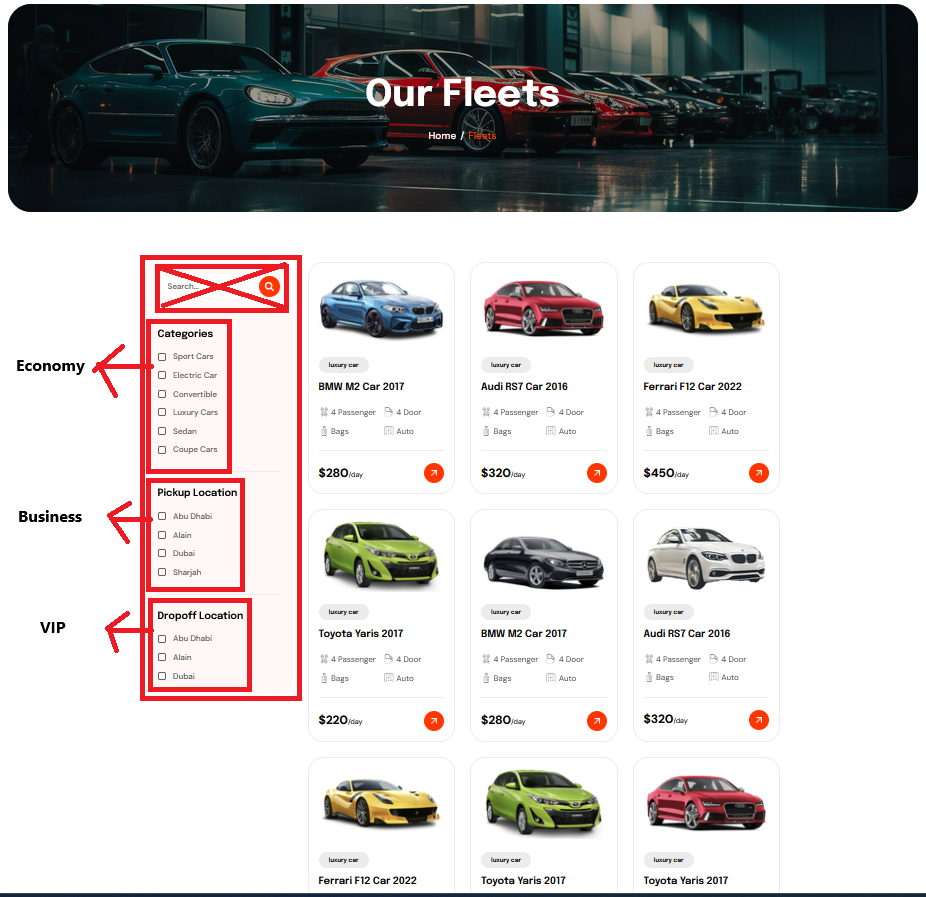 Our Fleets
Home / Fleets
Search...
Economy
Categories
Sport Cars
Electric Car
Convertible
Luxury Cars
Sedan
Coupe Cars
Business
Pickup Location
Abu Dhabi
Alain
Dubai
Sharjah
VIP
Dropoff Location
Abu Dhabi
Alain
Dubai
luxury car
BMW M2 Car 2017
4 Passenger 4 Door
Bags Auto
$280/day
luxury car
Audi RS7 Car 2016
4 Passenger 4 Door
Bags Auto
$320/day
luxury car
Ferrari F12 Car 2022
4 Passenger 4 Door
Bags Auto
$450/day
luxury car
Toyota Yaris 2017
4 Passenger 4 Door
Bags Auto
$220/day
luxury car
BMW M2 Car 2017
4 Passenger 4 Door
Bags Auto
$280/day
luxury car
Audi RS7 Car 2016
4 Passenger 4 Door
Bags Auto
$320/day
luxury car
Ferrari F12 Car 2022
luxury car
Toyota Yaris 2017
luxury car
Toyota Yaris 2017